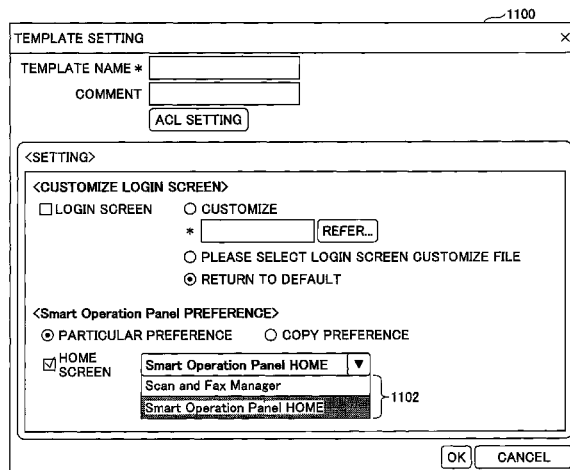 1100
TEMPLATE SETTING ×
TEMPLATE NAME *
COMMENT
ACL SETTING
<SETTING>
<CUSTOMIZE LOGIN SCREEN>
LOGIN SCREEN CUSTOMIZE
* REFER...
PLEASE SELECT LOGIN SCREEN CUSTOMIZE FILE
RETURN TO DEFAULT
<Smart Operation Panel PREFERENCE>
PARTICULAR PREFERENCE COPY PREFERENCE
HOME SCREEN Smart Operation Panel HOME ▼
Scan and Fax Manager
1102
Smart Operation Panel HOME
OK CANCEL